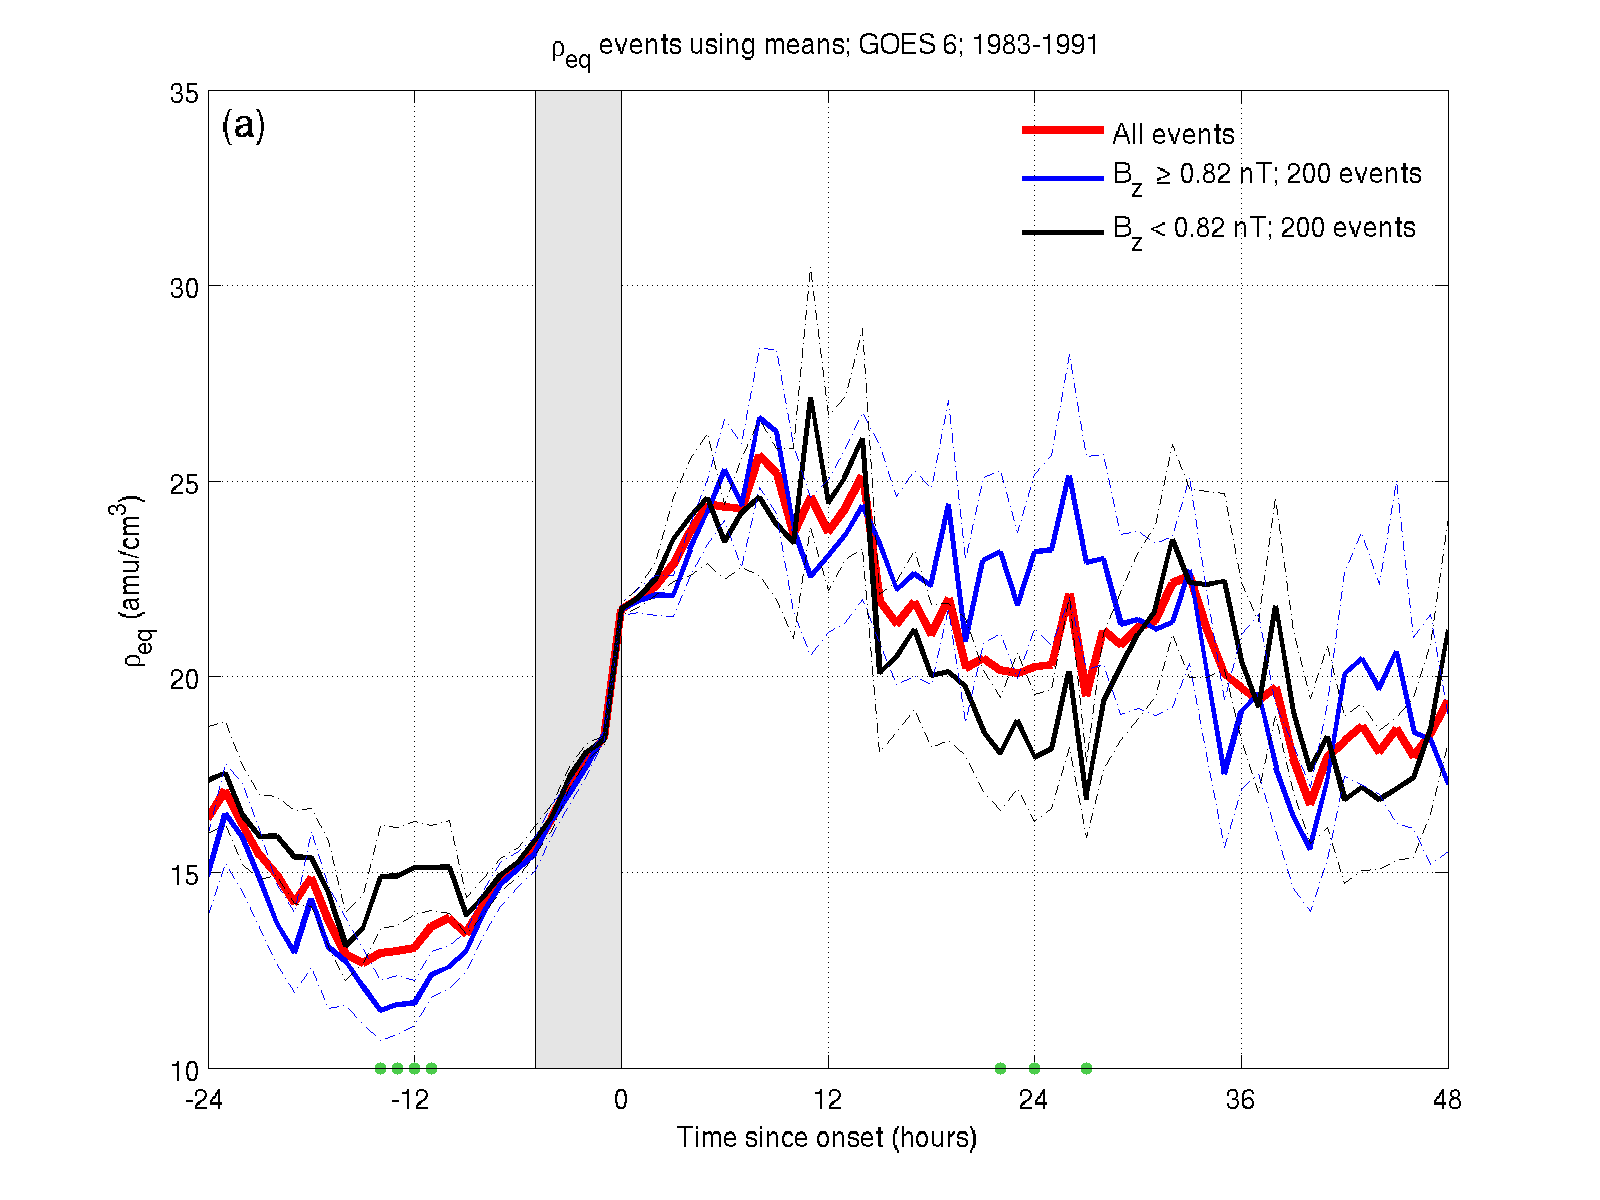 ρeq events using means; GOES 6; 1983-1991
(a)
All events
Bz ≥ 0.82 nT; 200 events
Bz < 0.82 nT; 200 events
35
30
25
20
15
10
ρeq (amu/cm³)
-24 -12 0 12 24 36 48
Time since onset (hours)